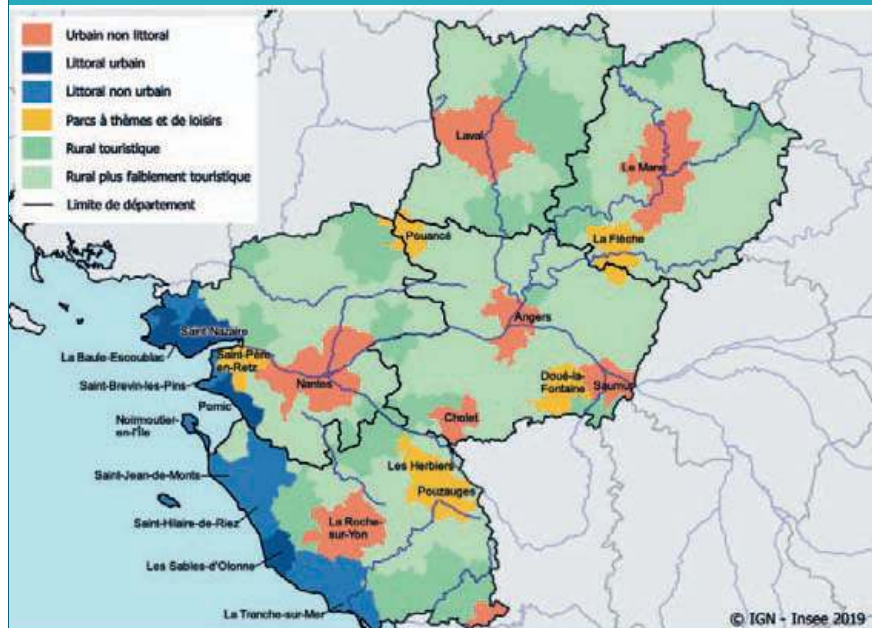 Urbain non littoral
Littoral urbain
Littoral non urbain
Parcs à thèmes et de loisirs
Rural touristique
Rural plus faiblement touristique
Limite de département
Laval
Le Mans
Pouancé
La Flèche
Saint-Nazaire
Angers
La Baule-Escoublac
Saint-Père-
en-Retz
Saint-Brevin-les-Pins
Nantes
Doué-la-
Fontaine
Saumur
Pornic
Cholet
Noirmoutier-
en-l'Île
Les Herbiers
Saint-Jean-de-Monts
Pouzauges
Saint-Hilaire-de-Riez
La Roche-
sur-Yon
Les Sables-d'Olonne
La Tranche-sur-Mer
© IGN - Insee 2019